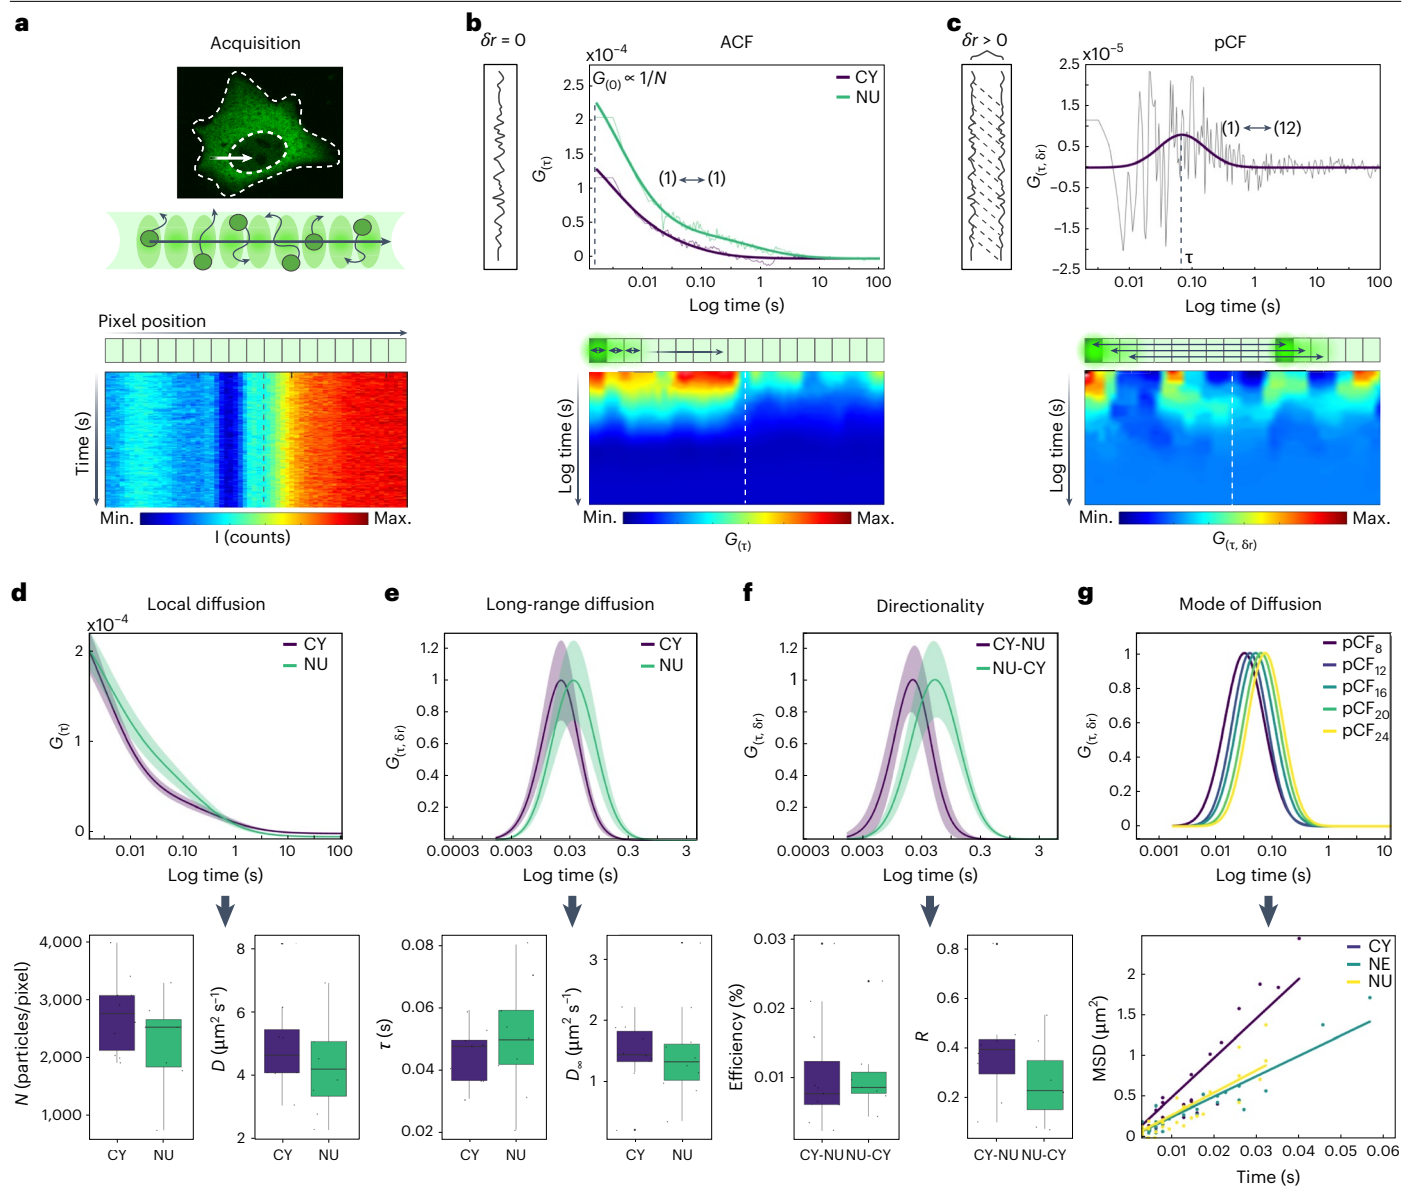 a
Acquisition
Pixel position
Time (s)
Min.
Max.
I (counts)
b
δr = 0
ACF
x10⁻⁴
G(0) ∝ 1/N
CY
NU
(1) ⟷ (1)
G(τ)
2.5
2
1.5
1
0.5
0
0.01
0.10
1
10
100
Log time (s)
Log time (s)
Min.
Max.
G(τ)
c
δr > 0
pCF
x10⁻⁵
(1) ⟷ (12)
G(τ, δr)
2.5
1.5
0.5
−0.5
−1.5
−2.5
τ
0.01
0.10
1
10
100
Log time (s)
Log time (s)
Min.
Max.
G(τ, δr)
d
Local diffusion
x10⁻⁴
CY
NU
G(τ)
2
1
0
0.01
0.10
1
10
100
Log time (s)
N (particles/pixel)
4,000
3,000
2,000
1,000
CY
NU
D (μm² s⁻¹)
8
6
4
2
CY
NU
e
Long-range diffusion
CY
NU
G(τ, δr)
1.2
1
0.8
0.6
0.4
0.2
0.0003
0.003
0.03
0.3
3
Log time (s)
τ (s)
0.08
0.06
0.04
0.02
CY
NU
D∞ (μm² s⁻¹)
3
2
1
CY
NU
f
Directionality
CY-NU
NU-CY
G(τ, δr)
1.2
1
0.8
0.6
0.4
0.2
0.0003
0.003
0.03
0.3
3
Log time (s)
Efficiency (%)
0.03
0.02
0.01
CY-NU
NU-CY
R
0.8
0.6
0.4
0.2
CY-NU
NU-CY
g
Mode of Diffusion
pCF₈
pCF₁₂
pCF₁₆
pCF₂₀
pCF₂₄
G(τ, δr)
1
0.8
0.6
0.4
0.2
0
0.001
0.01
0.10
1
10
Log time (s)
CY
NE
NU
MSD (μm²)
2
1
1
0.5
0
0.01
0.02
0.03
0.04
0.05
0.06
Time (s)